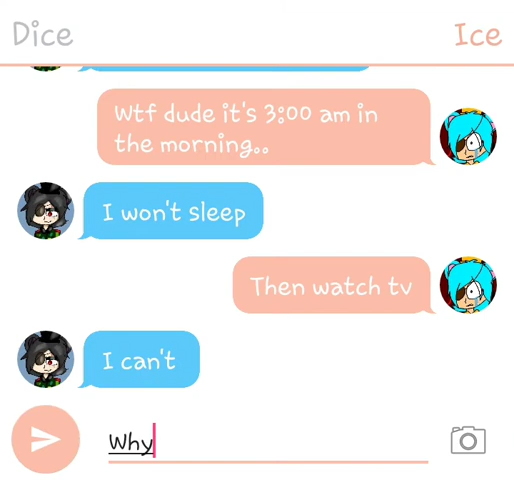 Dice
Ice
Wtf dude it's 3:00 am in
the morning..
I won't sleep
Then watch tv
I can't
Why